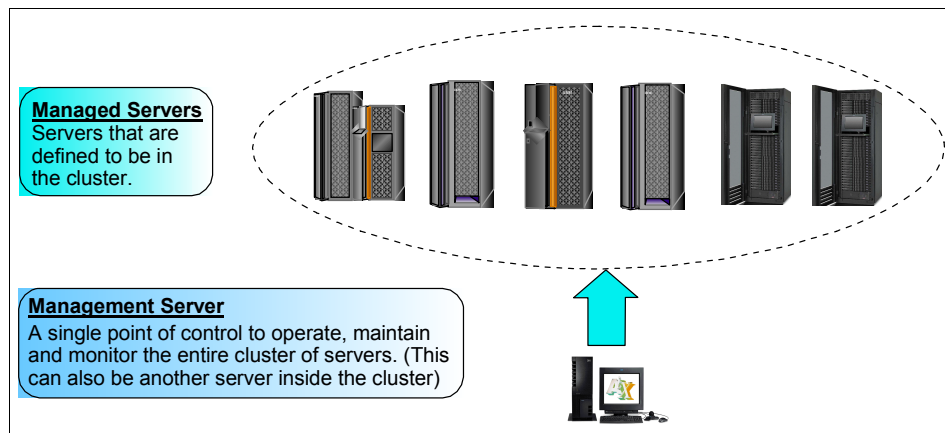 Managed Servers
Servers that are
defined to be in
the cluster.
Management Server
A single point of control to operate, maintain
and monitor the entire cluster of servers. (This
can also be another server inside the cluster)